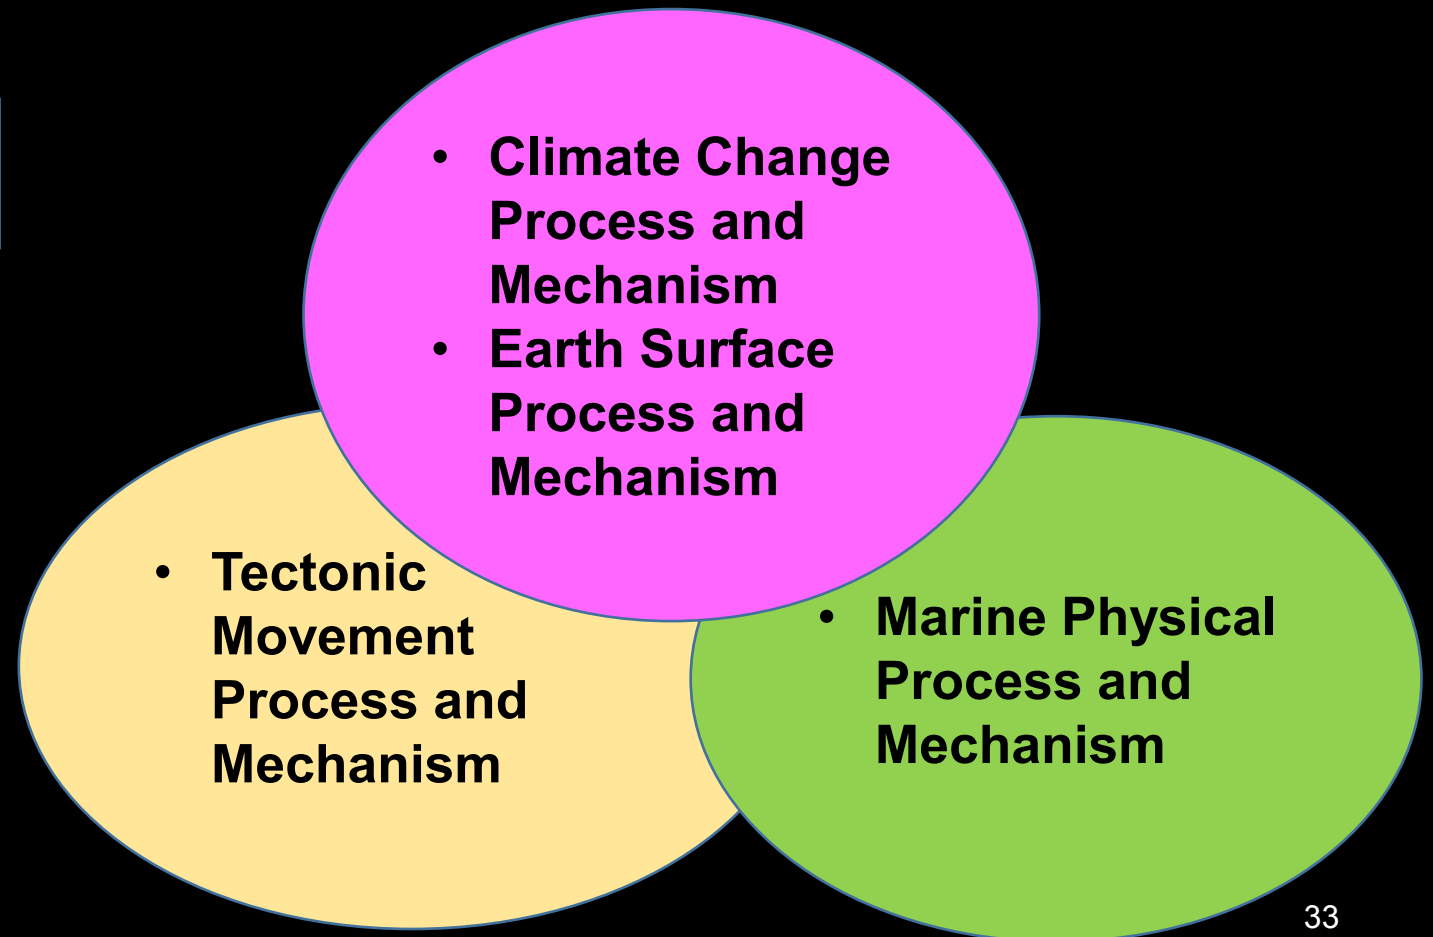 • Climate Change
Process and
Mechanism
• Earth Surface
Process and
Mechanism
• Tectonic
Movement
Process and
Mechanism
• Marine Physical
Process and
Mechanism
33